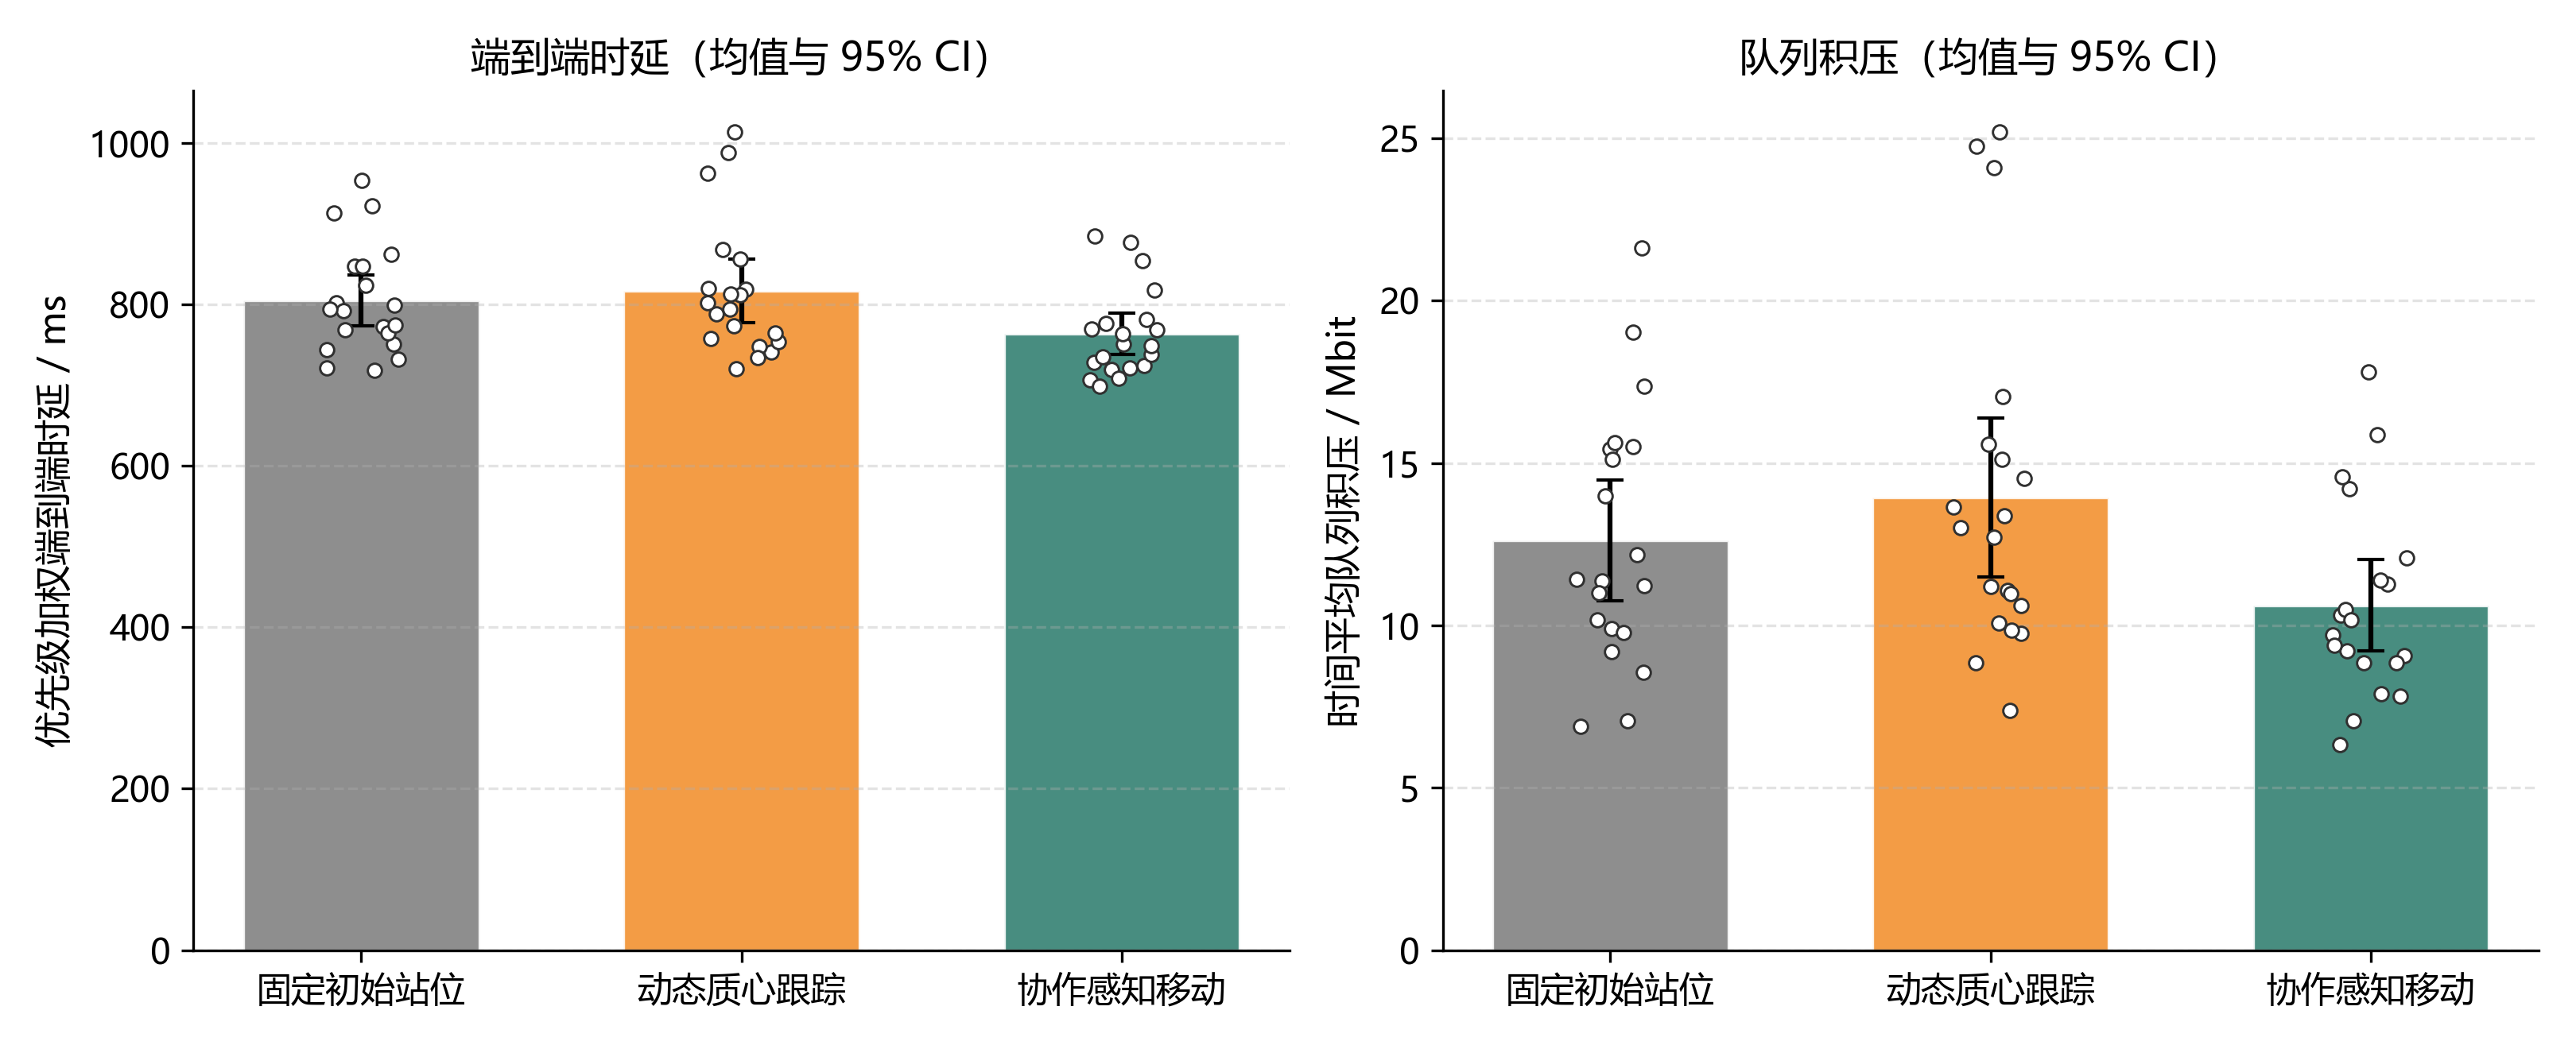 端到端时延（均值与 95% CI）
优先级加权端到端时延 / ms
1000
800
600
400
200
0
固定初始站位
动态质心跟踪
协作感知移动
队列积压（均值与 95% CI）
时间平均队列积压 / Mbit
25
20
15
10
5
0
固定初始站位
动态质心跟踪
协作感知移动